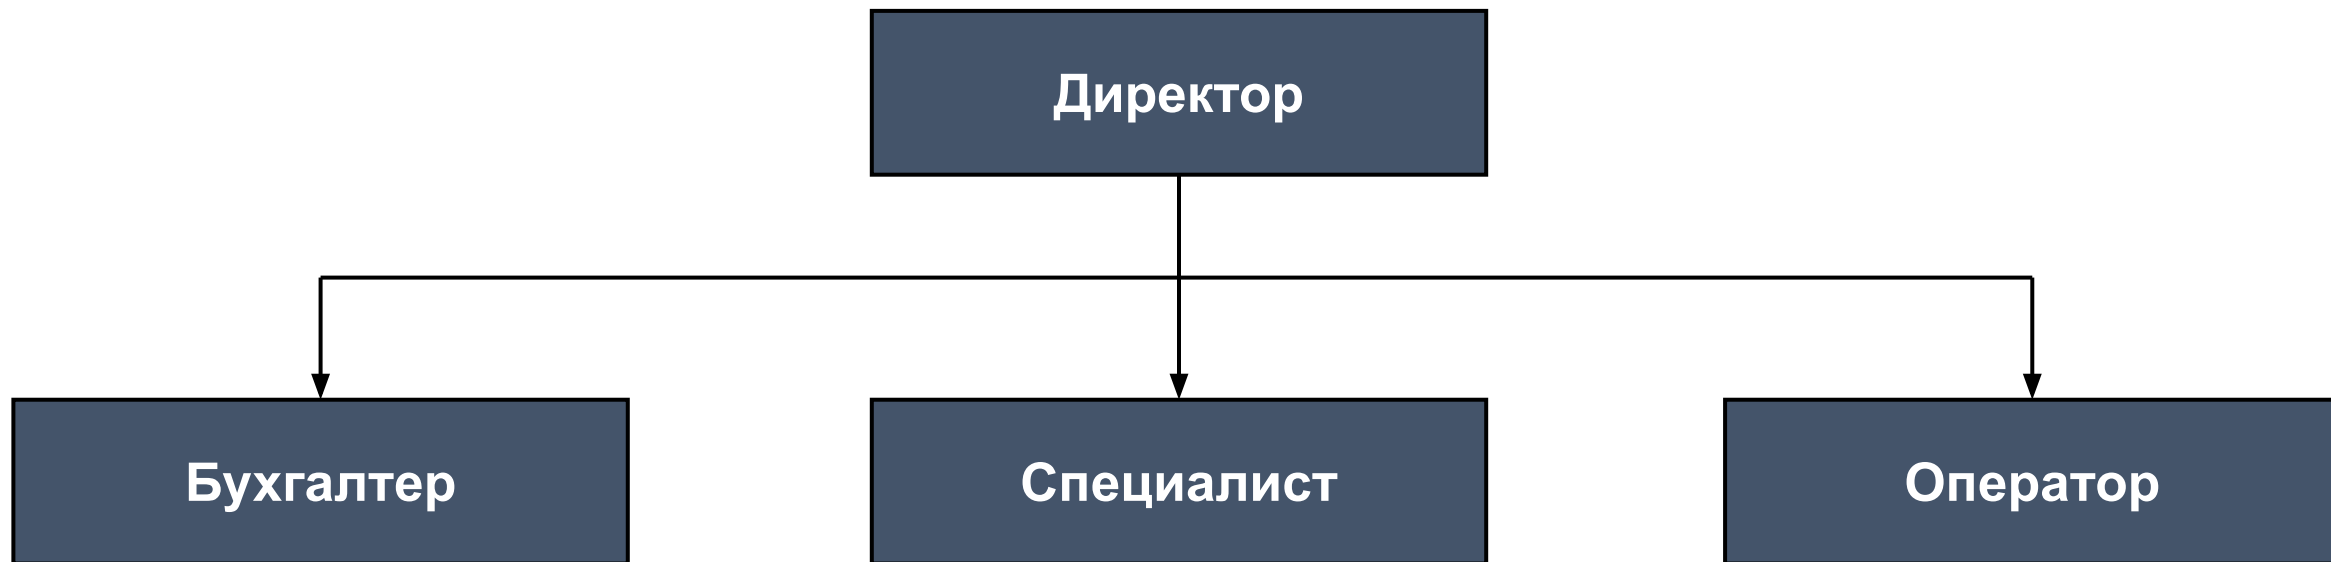 Директор
Бухгалтер
Специалист
Оператор